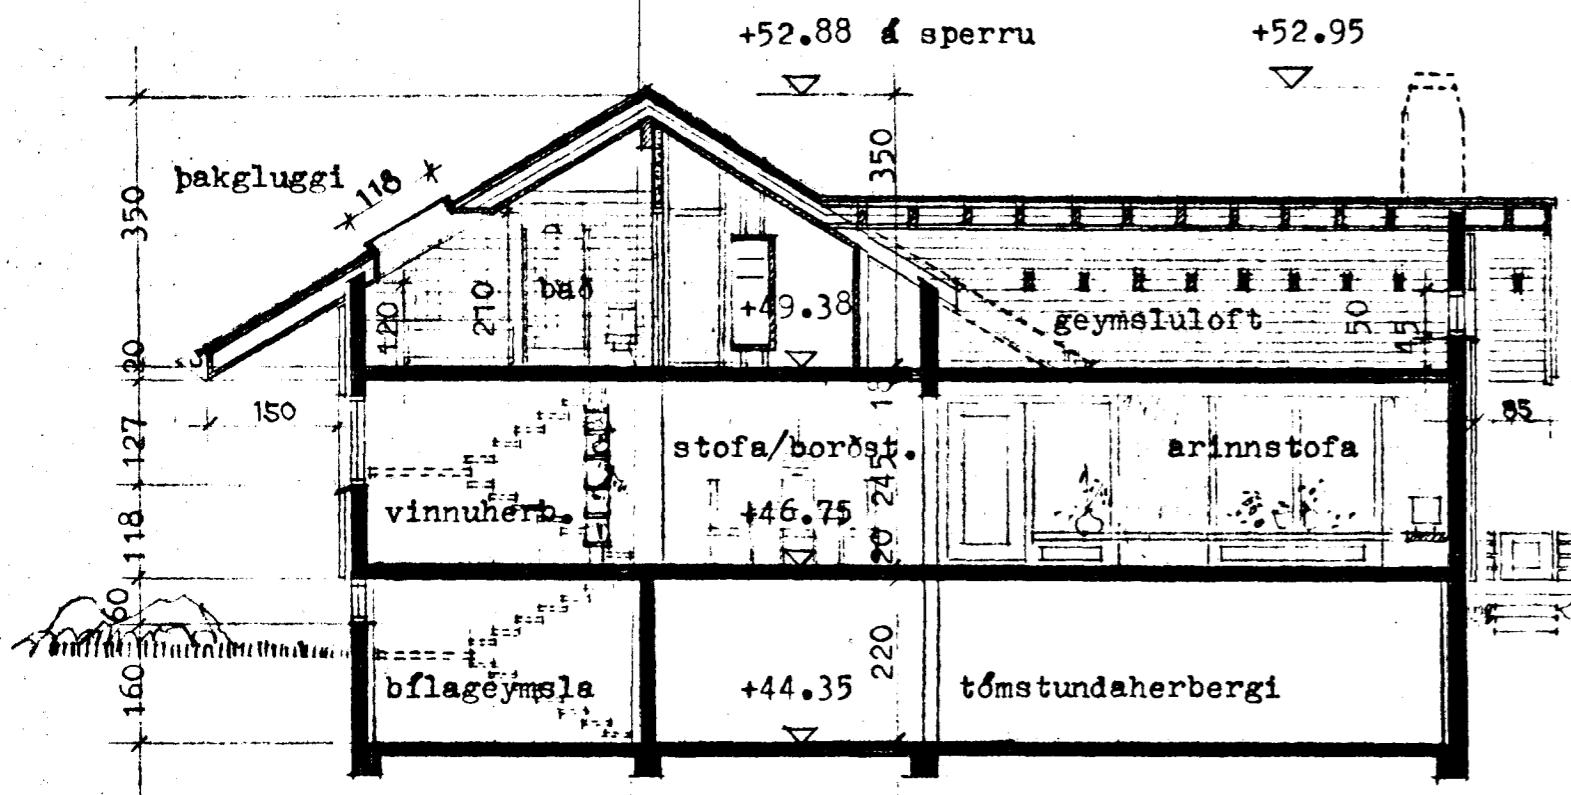 +52.88 á sperru
+52.95
þakgluggi
118
350
350
bað
120
210
+49.38
geymsluloft
50
45
20
18
150
85
127
stofa/borðst.
arinnstofa
245
vinnuherb.
+46.75
118
20
60
220
160
bílageymsla
+44.35
tómstundaherbergi